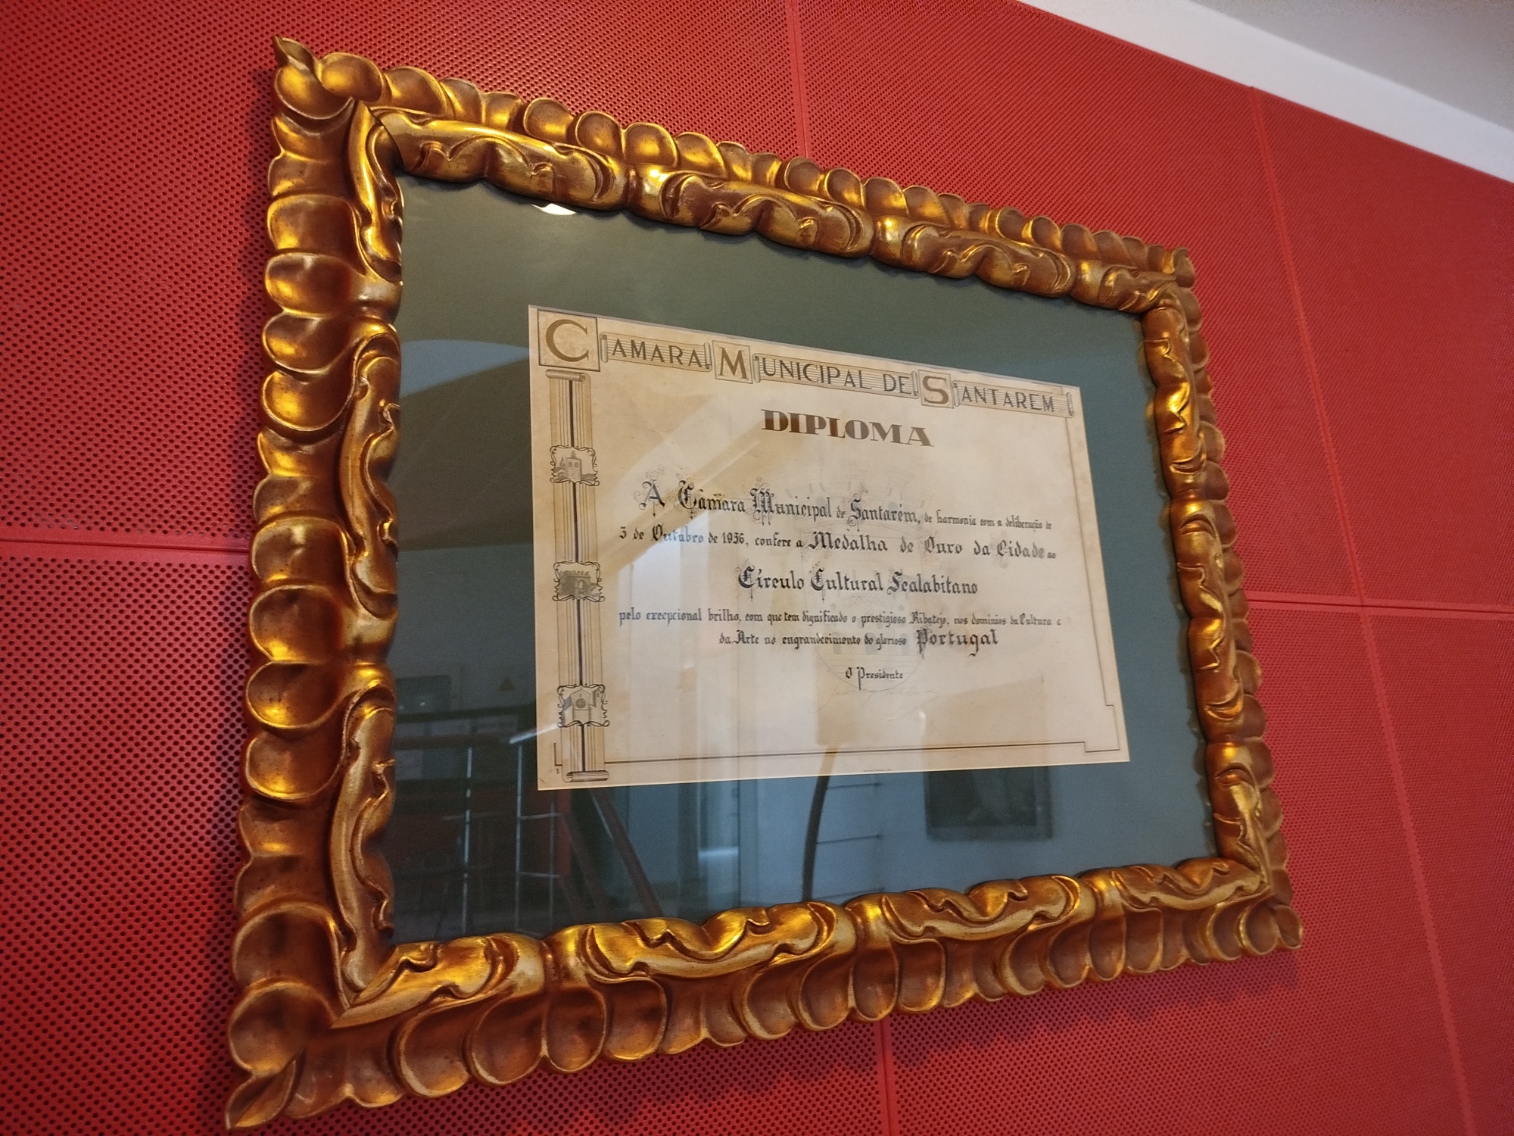 CAMARA MUNICIPAL DE SANTAREM
DIPLOMA
A Câmara Municipal de Santarém, de harmonia com a deliberação de
3 de Outubro de 1956, confere a Medalha de Ouro da Cidade ao
Círculo Cultural Scalabitano
pelo excepcional brilho, com que tem dignificado o prestigioso Ribatejo, nos domínios da Cultura e
da Arte no engrandecimento do glorioso Portugal
O Presidente